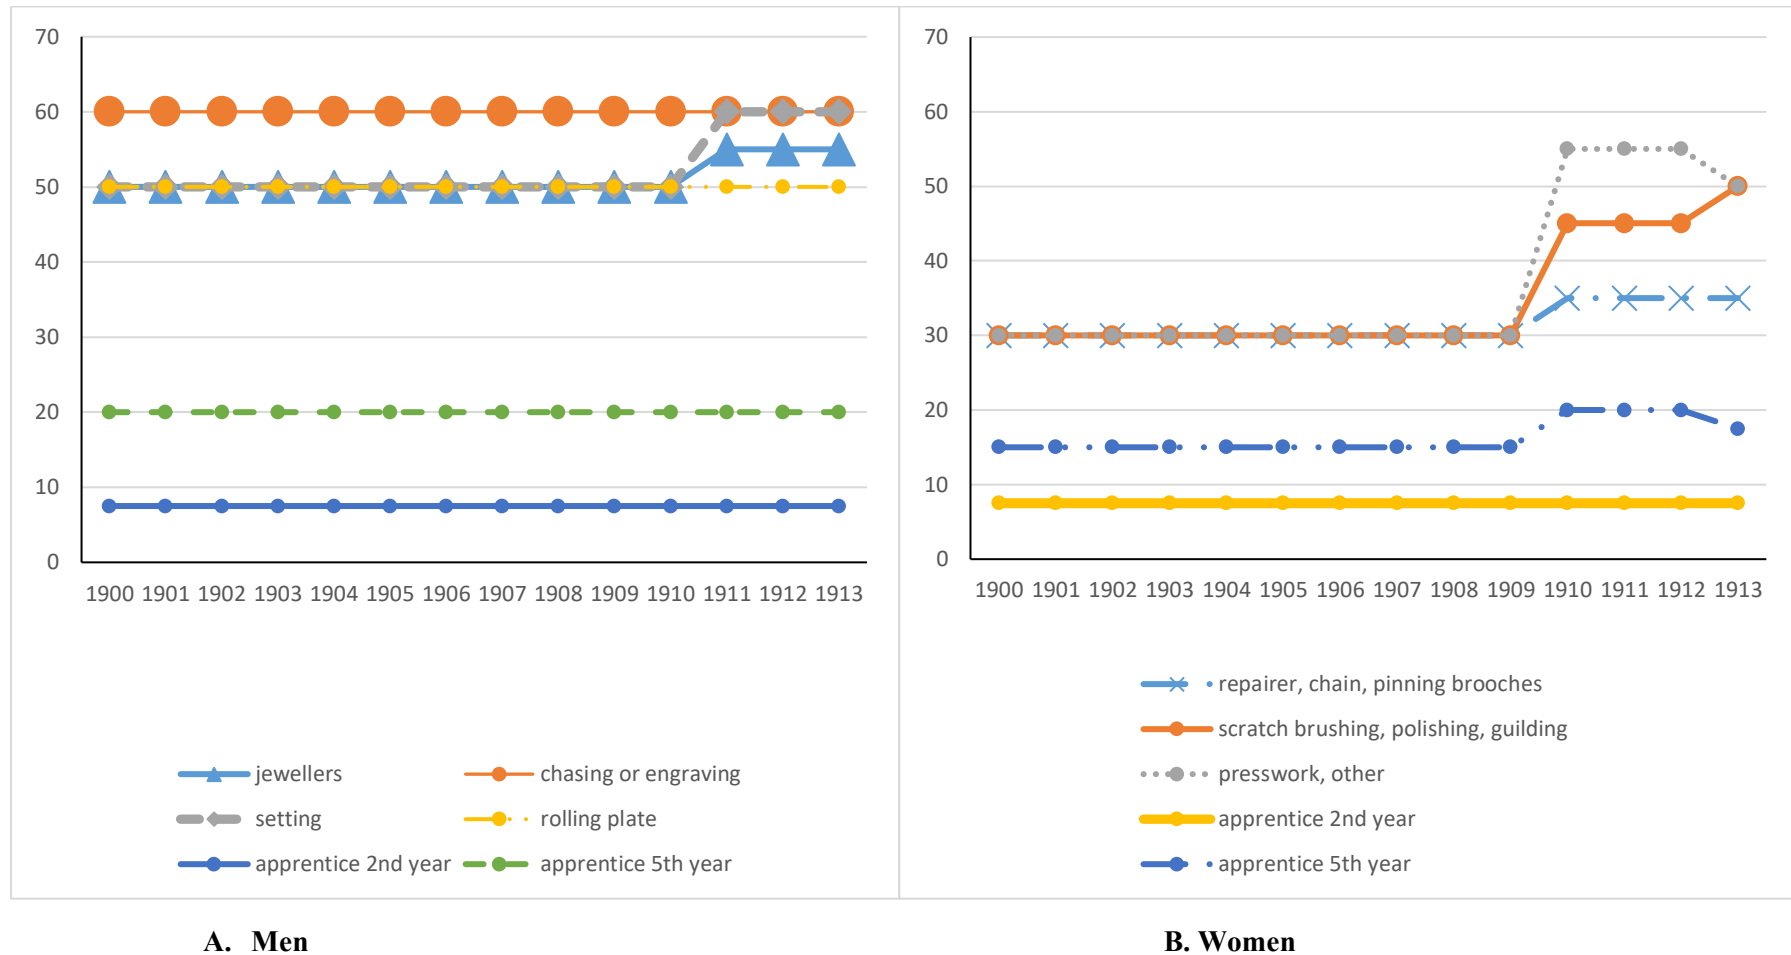 70
60
50
40
30
20
10
0
1900 1901 1902 1903 1904 1905 1906 1907 1908 1909 1910 1911 1912 1913
jewellers
chasing or engraving
setting
rolling plate
apprentice 2nd year
apprentice 5th year
A. Men
70
60
50
40
30
20
10
0
1900 1901 1902 1903 1904 1905 1906 1907 1908 1909 1910 1911 1912 1913
repairer, chain, pinning brooches
scratch brushing, polishing, guilding
presswork, other
apprentice 2nd year
apprentice 5th year
B. Women